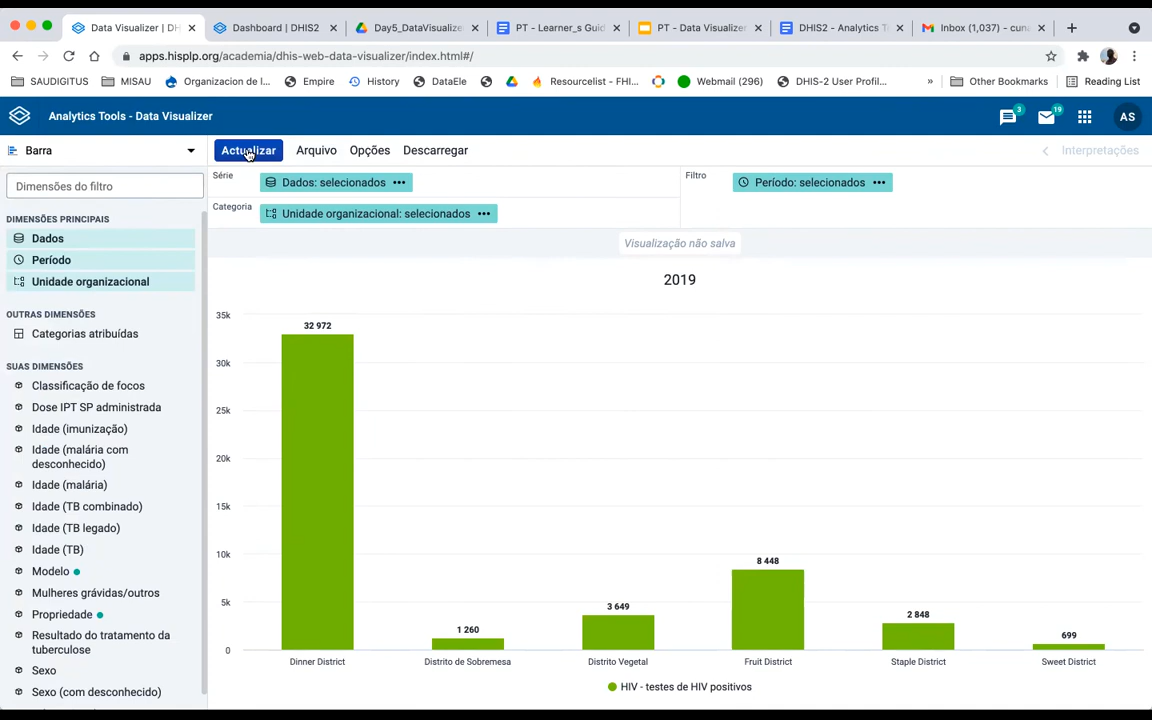 Data Visualizer | DH
Dashboard | DHIS2
Day5_DataVisualize
PT - Learner_s Guid
PT - Data Visualizer
DHIS2 - Analytics T
Inbox (1,037) - cuna
apps.hisplp.org/academia/dhis-web-data-visualizer/index.html#/
SAUDIGITUS
MISAU
Organizacion de I...
Empire
History
DataEle
Resourcelist - FHI...
Webmail (296)
DHIS-2 User Profil...
»
Other Bookmarks
Reading List
Analytics Tools - Data Visualizer
3
19
AS
Barra
Actualizar
Arquivo
Opções
Descarregar
Interpretações
Dimensões do filtro
Série
Dados: selecionados
Filtro
Período: selecionados
Categoria
Unidade organizacional: selecionados
DIMENSÕES PRINCIPAIS
Dados
Período
Unidade organizacional
OUTRAS DIMENSÕES
Categorias atribuídas
SUAS DIMENSÕES
Classificação de focos
Dose IPT SP administrada
Idade (imunização)
Idade (malária com
desconhecido)
Idade (malária)
Idade (TB combinado)
Idade (TB legado)
Idade (TB)
Modelo
Mulheres grávidas/outros
Propriedade
Resultado do tratamento da
tuberculose
Sexo
Sexo (com desconhecido)
Visualização não salva
2019
35k
30k
25k
20k
15k
10k
5k
0
32 972
1 260
3 649
8 448
2 848
699
Dinner District
Distrito de Sobremesa
Distrito Vegetal
Fruit District
Staple District
Sweet District
HIV - testes de HIV positivos